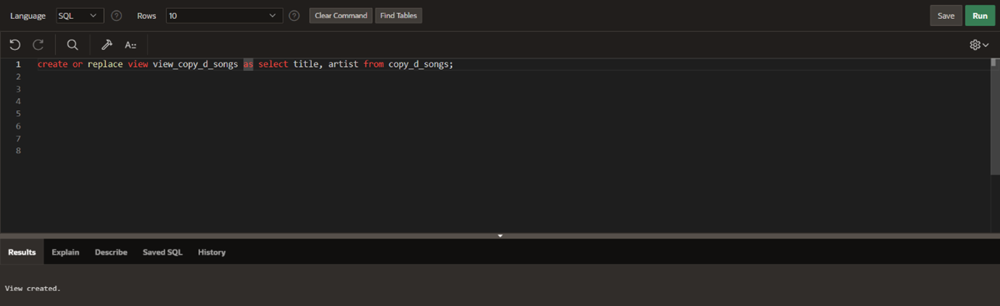 Language SQL ? Rows 10 ? Clear Command Find Tables Save Run
A::
1 create or replace view view_copy_d_songs as select title, artist from copy_d_songs;
2
3
4
5
6
7
8
Results Explain Describe Saved SQL History
View created.